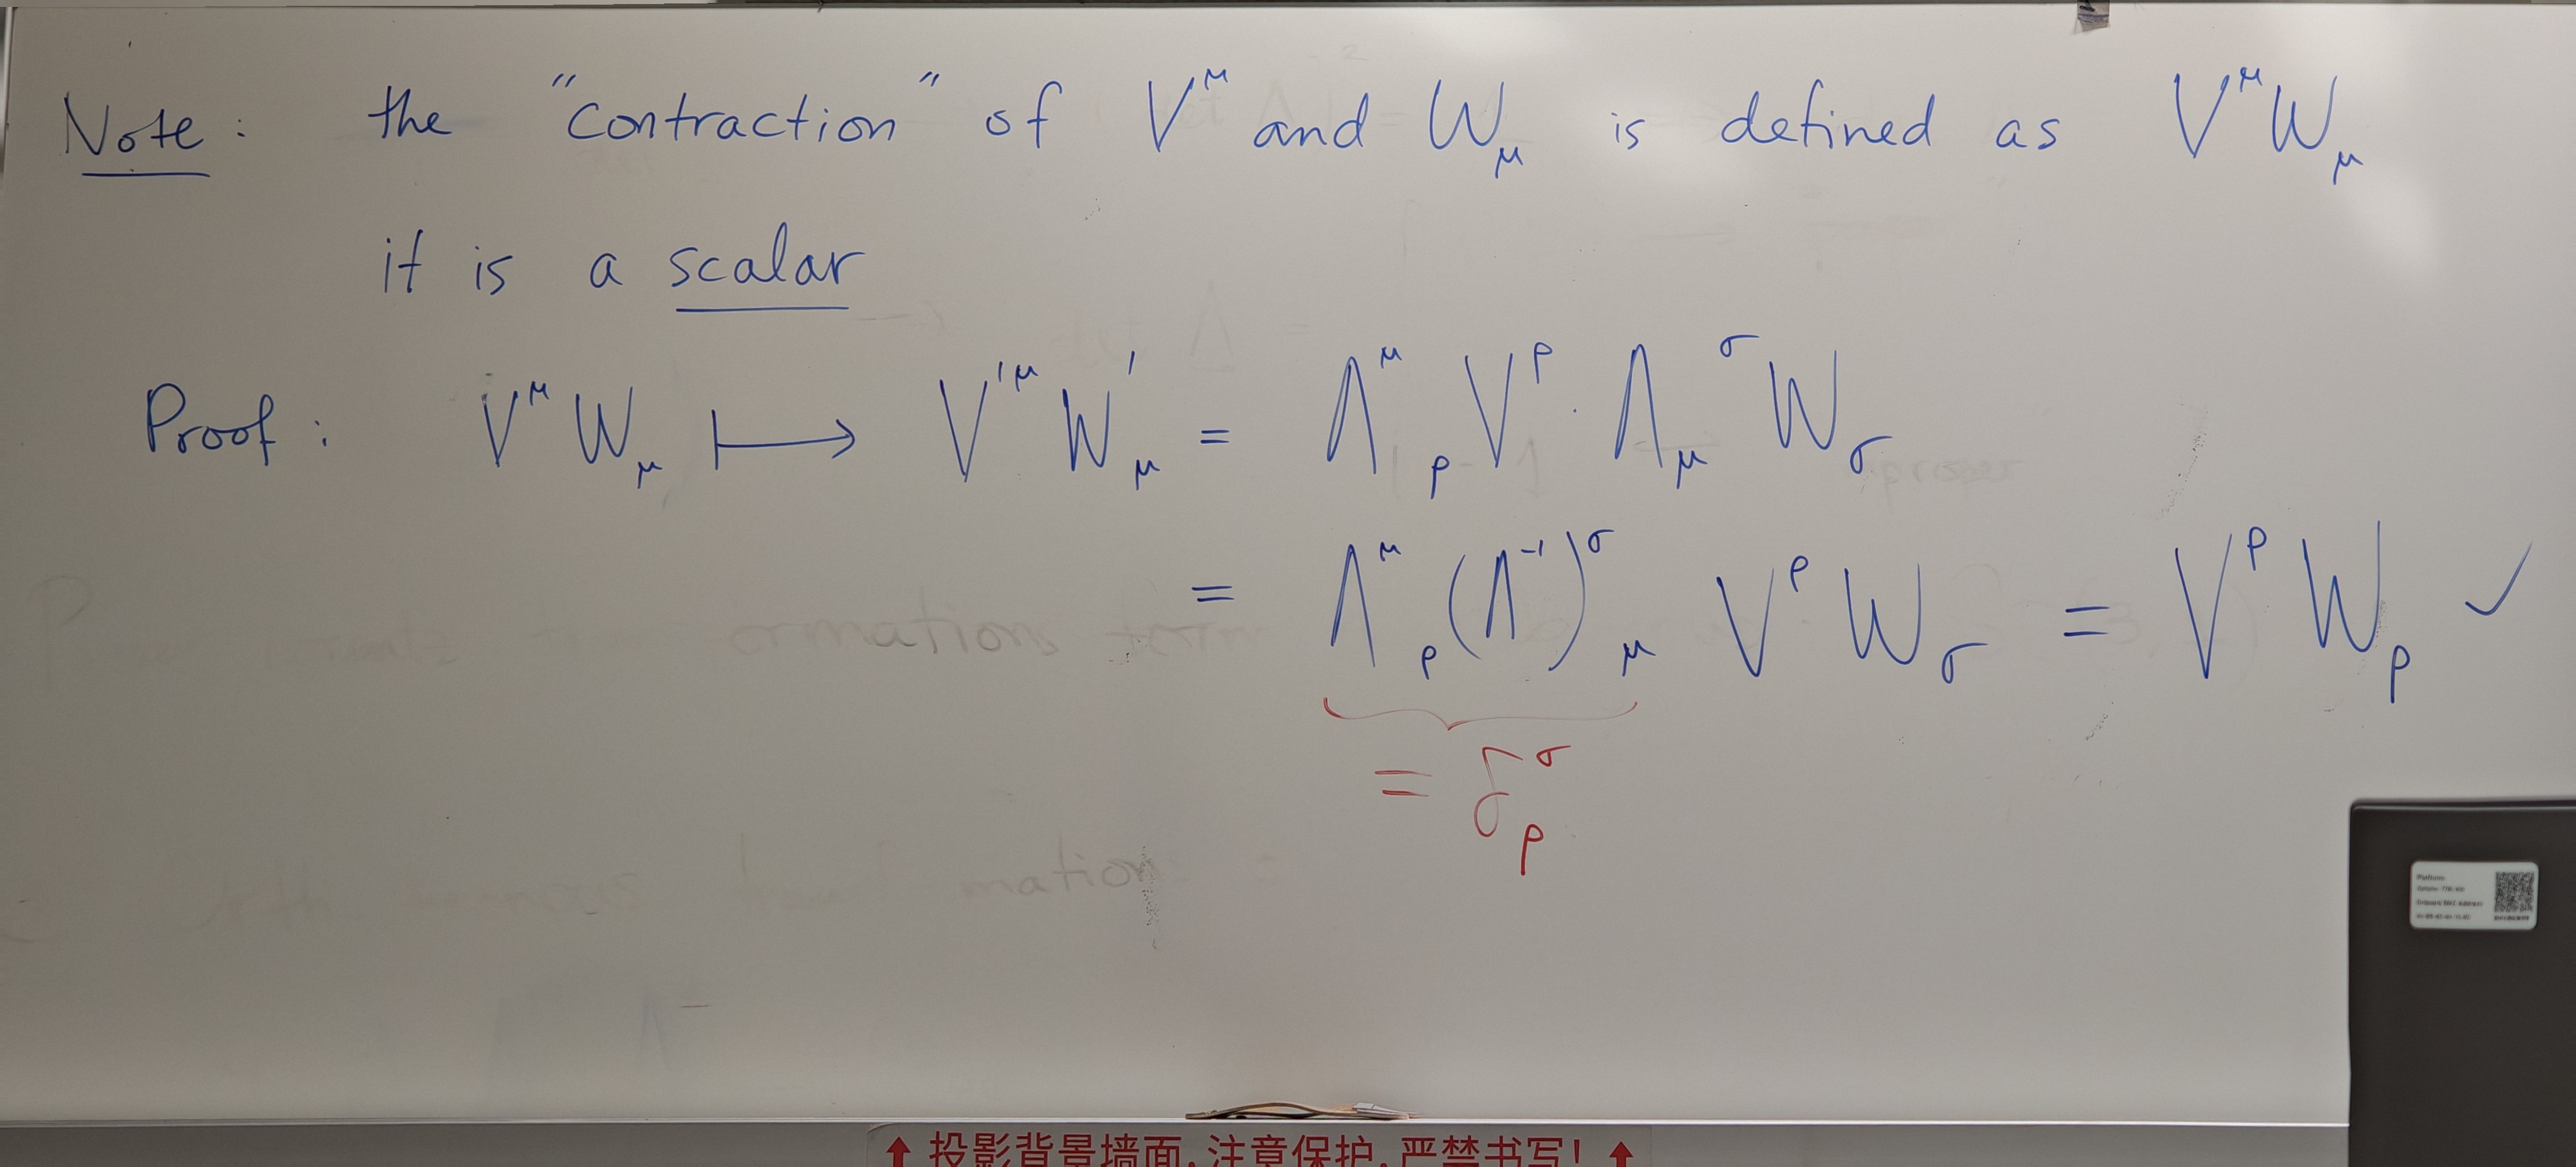 Note: the "contraction" of V^μ and W_μ is defined as V^μ W_μ
it is a scalar
Proof: V^μ W_μ ⟼ V'^μ W'_μ = Λ^μ_ρ V^ρ · Λ_μ^σ W_σ
= Λ^μ_ρ (Λ^{-1})^σ_μ V^ρ W_σ = V^ρ W_ρ ✓
= δ^σ_ρ
⬆ 投影背景墙面,注意保护,严禁书写! ⬆